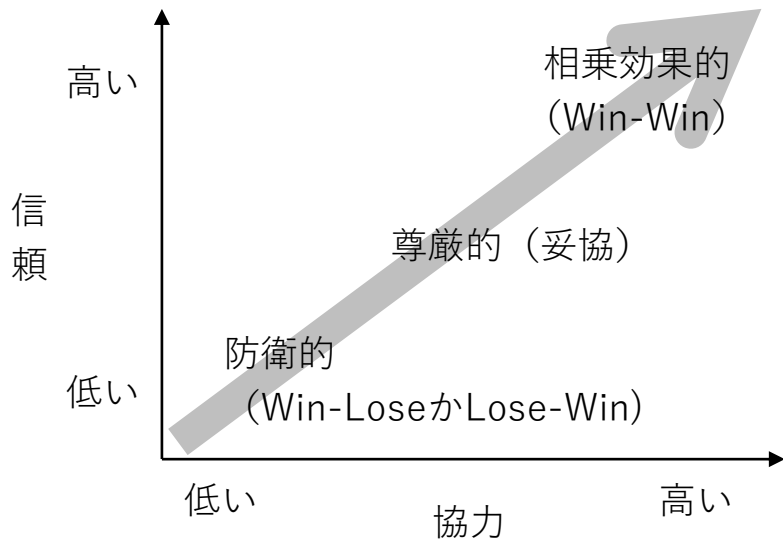 高い
相乗効果的
（Win-Win）
信
頼
尊厳的（妥協）
防衛的
（Win-LoseかLose-Win）
低い
低い
高い
協力